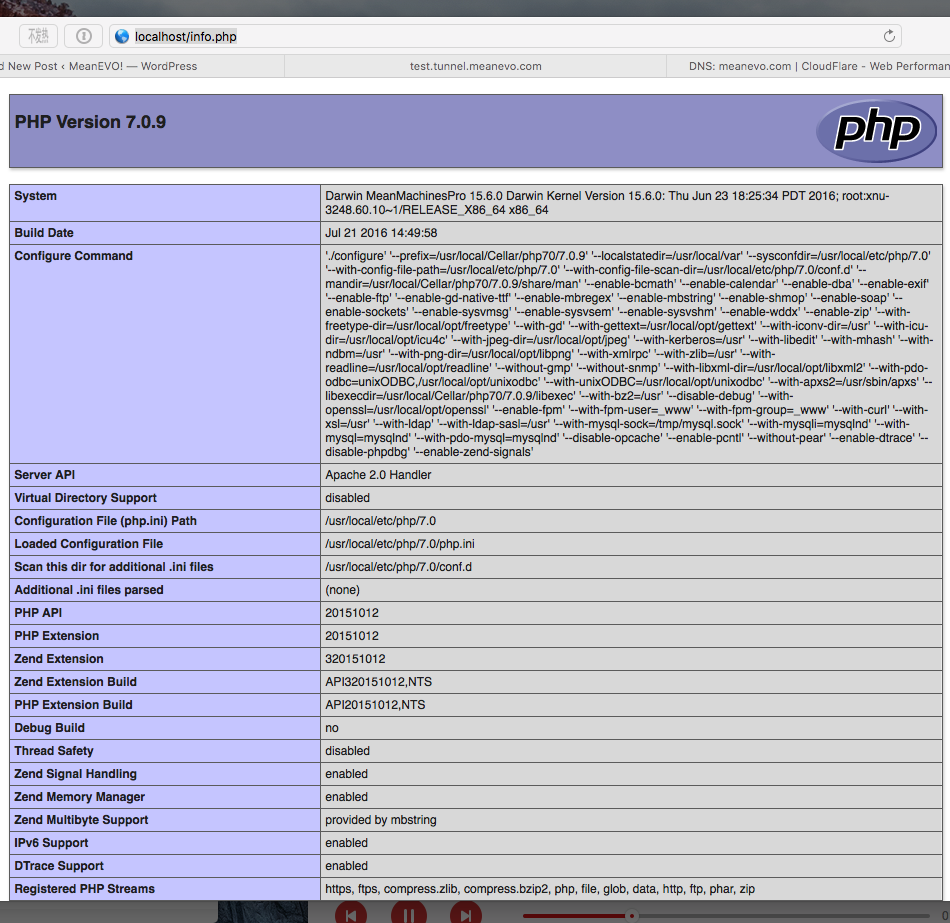 不发热
localhost/info.php
d New Post ‹ MeanEVO! — WordPress
test.tunnel.meanevo.com
DNS: meanevo.com | CloudFlare - Web Performan
PHP Version 7.0.9
php
System
Darwin MeanMachinesPro 15.6.0 Darwin Kernel Version 15.6.0: Thu Jun 23 18:25:34 PDT 2016; root:xnu-
3248.60.10~1/RELEASE_X86_64 x86_64
Build Date
Jul 21 2016 14:49:58
Configure Command
'./configure' '--prefix=/usr/local/Cellar/php70/7.0.9' '--localstatedir=/usr/local/var' '--sysconfdir=/usr/local/etc/php/7.0'
'--with-config-file-path=/usr/local/etc/php/7.0' '--with-config-file-scan-dir=/usr/local/etc/php/7.0/conf.d' '--
mandir=/usr/local/Cellar/php70/7.0.9/share/man' '--enable-bcmath' '--enable-calendar' '--enable-dba' '--enable-exif'
'--enable-ftp' '--enable-gd-native-ttf' '--enable-mbregex' '--enable-mbstring' '--enable-shmop' '--enable-soap' '--
enable-sockets' '--enable-sysvmsg' '--enable-sysvsem' '--enable-sysvshm' '--enable-wddx' '--enable-zip' '--with-
freetype-dir=/usr/local/opt/freetype' '--with-gd' '--with-gettext=/usr/local/opt/gettext' '--with-iconv-dir=/usr' '--with-icu-
dir=/usr/local/opt/icu4c' '--with-jpeg-dir=/usr/local/opt/jpeg' '--with-kerberos=/usr' '--with-libedit' '--with-mhash' '--with-
ndbm=/usr' '--with-png-dir=/usr/local/opt/libpng' '--with-xmlrpc' '--with-zlib=/usr' '--with-
readline=/usr/local/opt/readline' '--without-gmp' '--without-snmp' '--with-libxml-dir=/usr/local/opt/libxml2' '--with-pdo-
odbc=unixODBC,/usr/local/opt/unixodbc' '--with-unixODBC=/usr/local/opt/unixodbc' '--with-apxs2=/usr/sbin/apxs' '--
libexecdir=/usr/local/Cellar/php70/7.0.9/libexec' '--with-bz2=/usr' '--disable-debug' '--with-
openssl=/usr/local/opt/openssl' '--enable-fpm' '--with-fpm-user=_www' '--with-fpm-group=_www' '--with-curl' '--with-
xsl=/usr' '--with-ldap' '--with-ldap-sasl=/usr' '--with-mysql-sock=/tmp/mysql.sock' '--with-mysqli=mysqlnd' '--with-
mysql=mysqlnd' '--with-pdo-mysql=mysqlnd' '--disable-opcache' '--enable-pcntl' '--without-pear' '--enable-dtrace' '--
disable-phpdbg' '--enable-zend-signals'
Server API
Apache 2.0 Handler
Virtual Directory Support
disabled
Configuration File (php.ini) Path
/usr/local/etc/php/7.0
Loaded Configuration File
/usr/local/etc/php/7.0/php.ini
Scan this dir for additional .ini files
/usr/local/etc/php/7.0/conf.d
Additional .ini files parsed
(none)
PHP API
20151012
PHP Extension
20151012
Zend Extension
320151012
Zend Extension Build
API320151012,NTS
PHP Extension Build
API20151012,NTS
Debug Build
no
Thread Safety
disabled
Zend Signal Handling
enabled
Zend Memory Manager
enabled
Zend Multibyte Support
provided by mbstring
IPv6 Support
enabled
DTrace Support
enabled
Registered PHP Streams
https, ftps, compress.zlib, compress.bzip2, php, file, glob, data, http, ftp, phar, zip